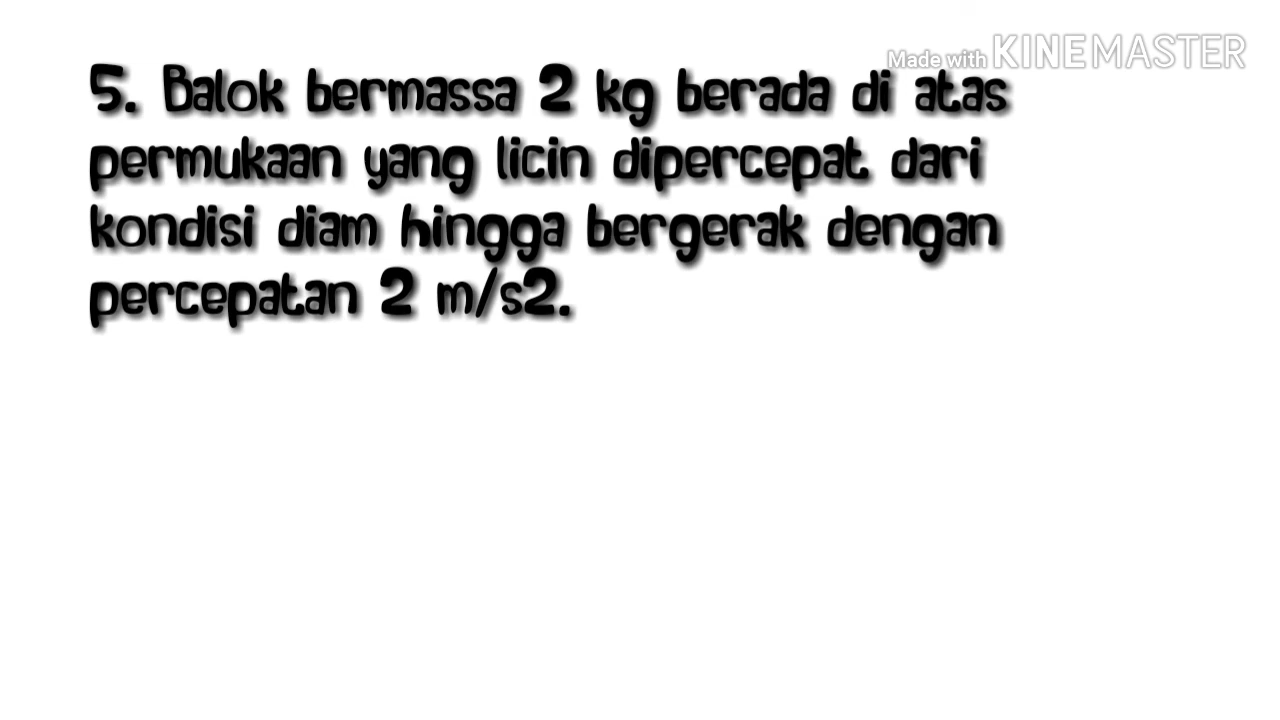 Made with KINEMASTER
5. Balok bermassa 2 kg berada di atas
permukaan yang licin dipercepat dari
kondisi diam hingga bergerak dengan
percepatan 2 m/s2.